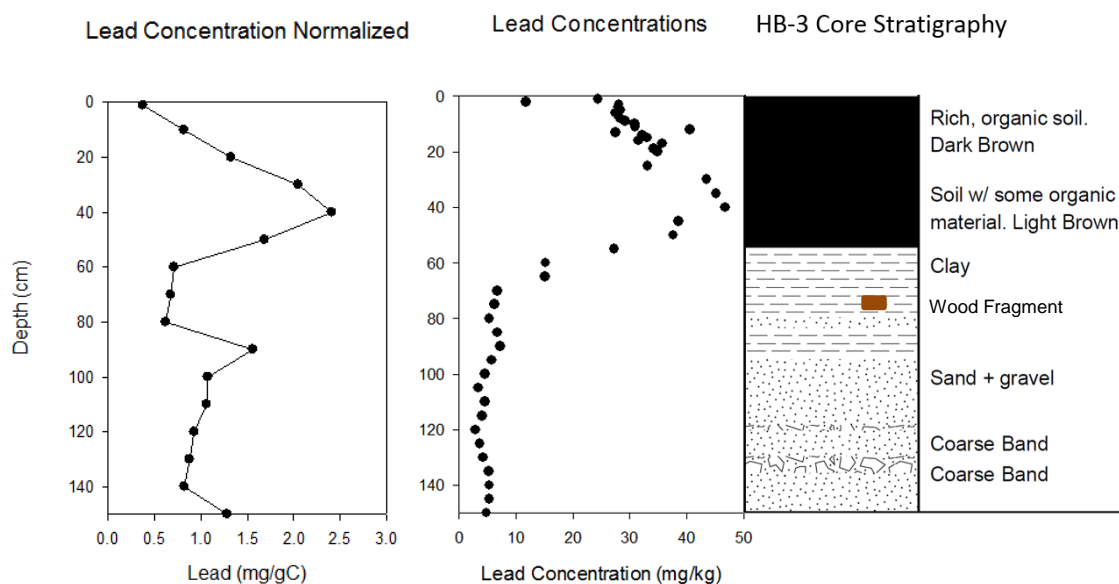 Lead Concentration Normalized
Lead Concentrations
HB-3 Core Stratigraphy
Depth (cm)
0
20
40
60
80
100
120
140
0.0 0.5 1.0 1.5 2.0 2.5 3.0
Lead (mg/gC)
0
20
40
60
80
100
120
140
0 10 20 30 40 50
Lead Concentration (mg/kg)
Rich, organic soil.
Dark Brown
Soil w/ some organic
material. Light Brown
Clay
Wood Fragment
Sand + gravel
Coarse Band
Coarse Band